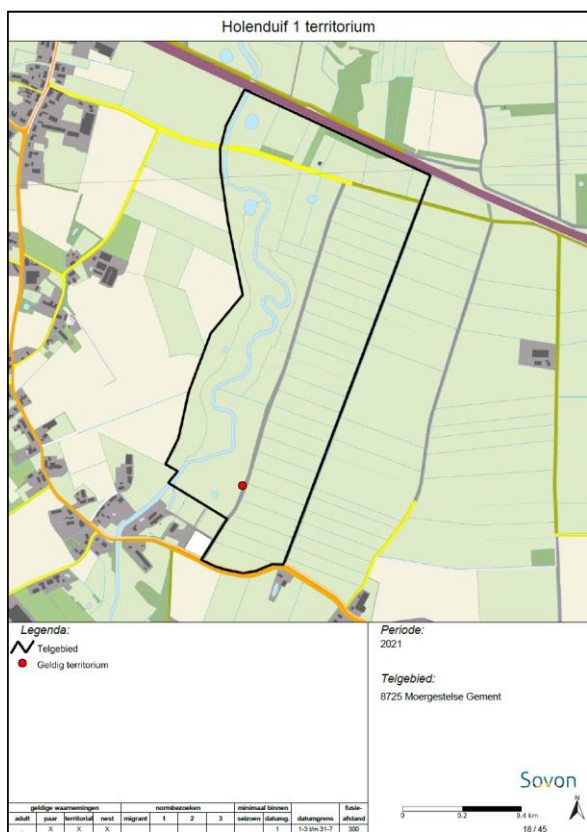 Holenduif 1 territorium
Legenda:
Telgebied
Geldig territorium
Periode:
2021
Telgebied:
8725 Moergestelse Gement
Sovon
geldige waarnemingen normbezoeken minimaal binnen fusie-
adult paar territoriaal nest migrant 1 2 3 seizoen datumg. datumgrens afstand
. X X X 1 1-3 t/m 31-7 300
0 0.2 0.4 km
N
18 / 45